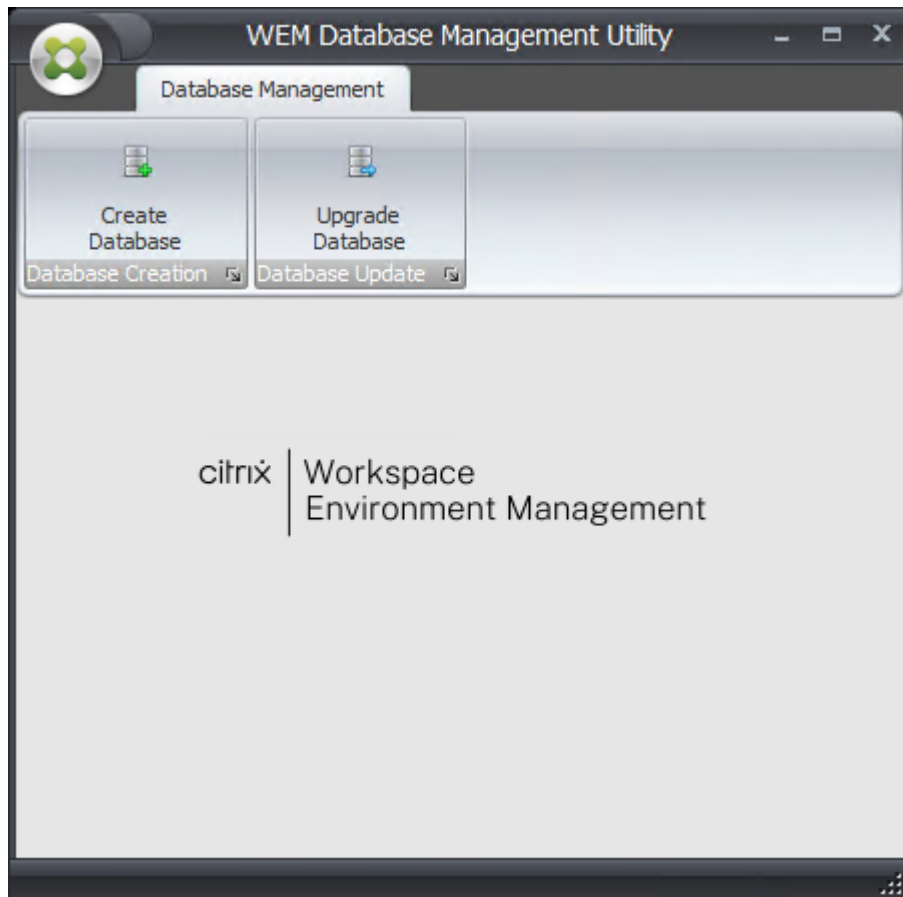 WEM Database Management Utility
Database Management
Create
Database
Upgrade
Database
Database Creation
Database Update
citrix
Workspace
Environment Management